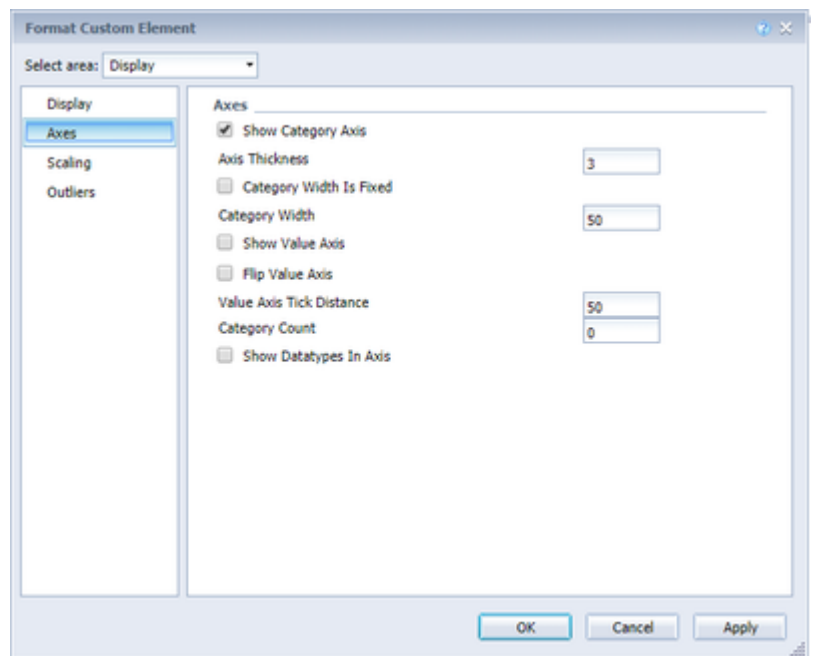 Format Custom Element
Select area: Display
Display
Axes
Scaling
Outliers
Axes
Show Category Axis
Axis Thickness 3
Category Width Is Fixed
Category Width 50
Show Value Axis
Flip Value Axis
Value Axis Tick Distance 50
Category Count 0
Show Datatypes In Axis
OK Cancel Apply